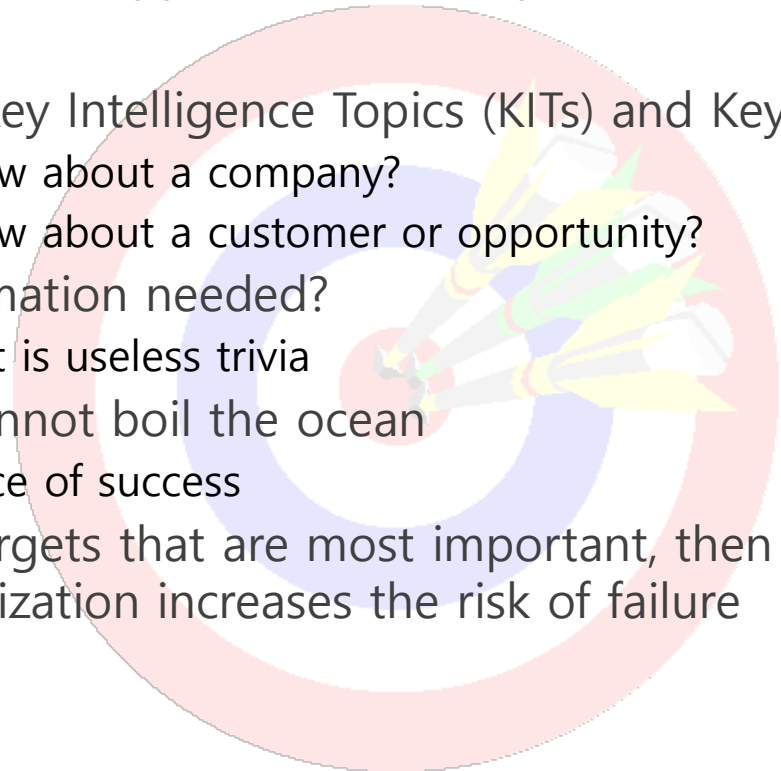 ey Intelligence Topics (KITs) and Key
w about a company?
w about a customer or opportunity?
mation needed?
t is useless trivia
nnot boil the ocean
ce of success
rgets that are most important, then
ization increases the risk of failure